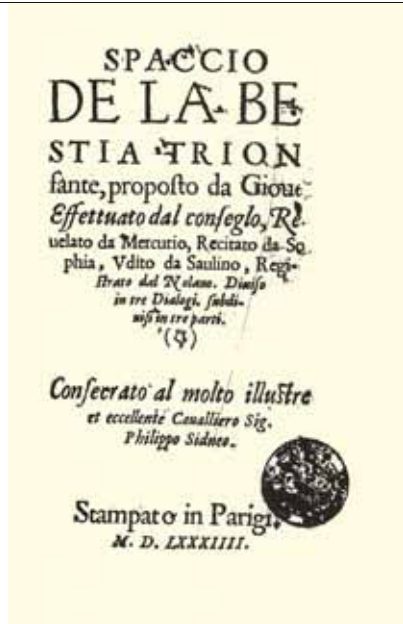 SPACCIO
DE LA BE
STIA TRION
fante, propoſto da Gioue
Effettuato dal conſeglo, Re
uelato da Mercurio, Recitato da So
phia, Vdito da Saulino, Regi-
ſtrato dal Nolano. Diuiſo
in tre Dialogi. ſubdi-
uiſi in tre parti.
Conſecrato al molto illuſtre
et eccellente Caualliero Sig.
Philippo Sidneo.
Stampato in Parigi.
M. D. LXXXIIII.